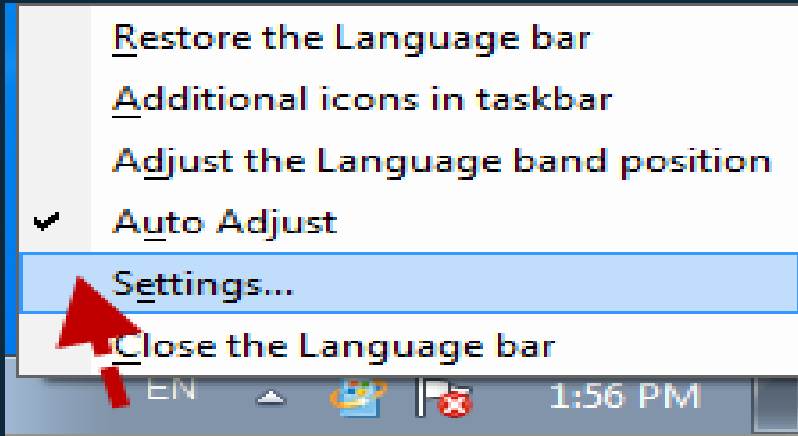 Restore the Language bar
Additional icons in taskbar
Adjust the Language band position
Auto Adjust
Settings...
Close the Language bar
EN 1:56 PM